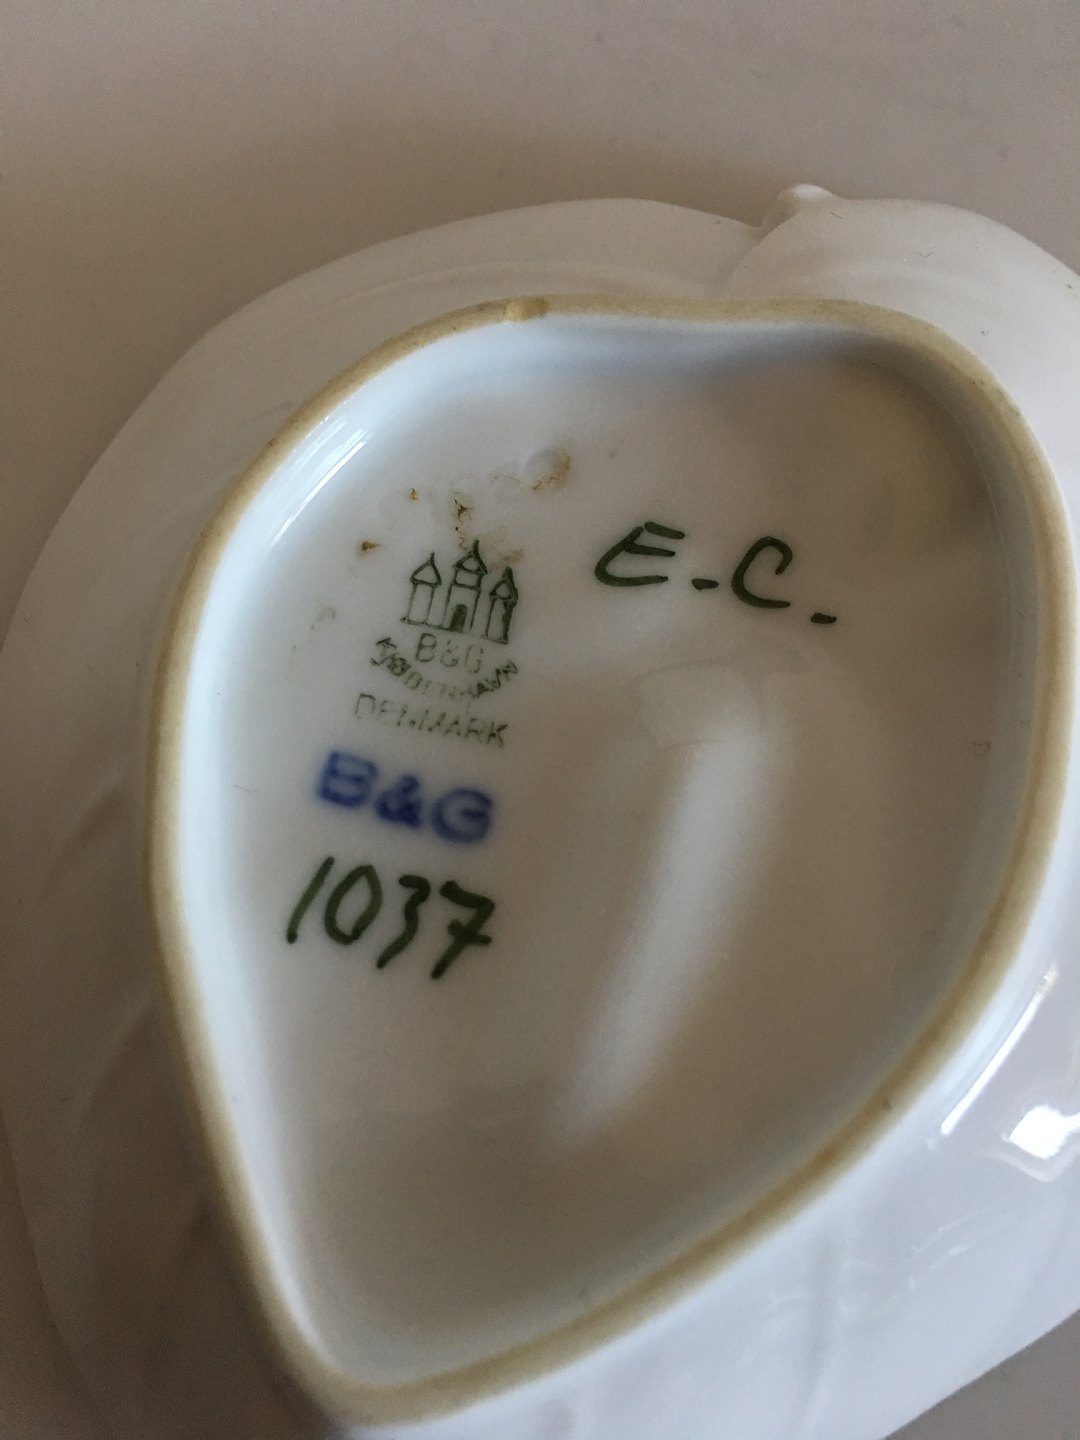 E.C.
B&G
KJØBENHAVN
DENMARK
B&G
1037